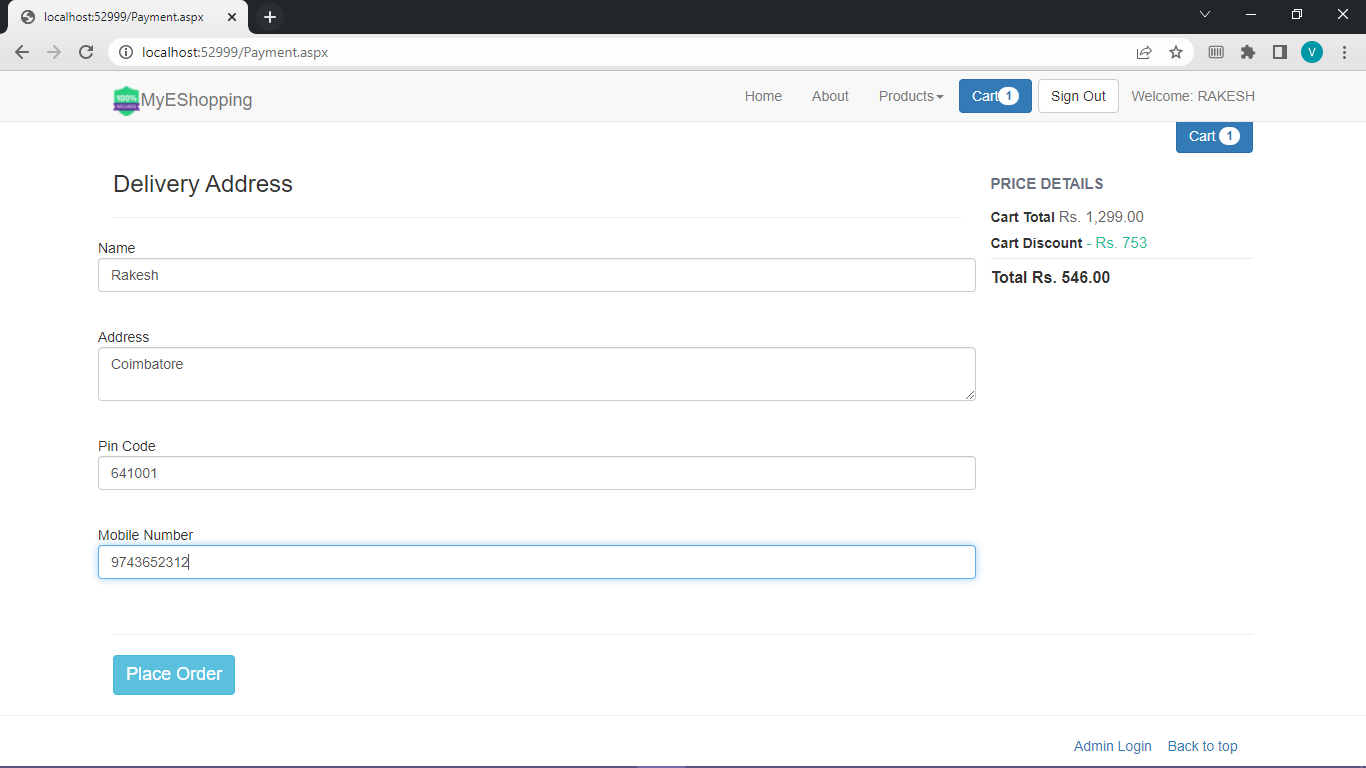 localhost:52999/Payment.aspx
localhost:52999/Payment.aspx
V
100%
SECURED
MyEShopping
Home About Products Cart 1 Sign Out Welcome: RAKESH
Cart 1
Delivery Address
Name
Rakesh
Address
Coimbatore
Pin Code
641001
Mobile Number
9743652312
PRICE DETAILS
Cart Total Rs. 1,299.00
Cart Discount - Rs. 753
Total Rs. 546.00
Place Order
Admin Login Back to top